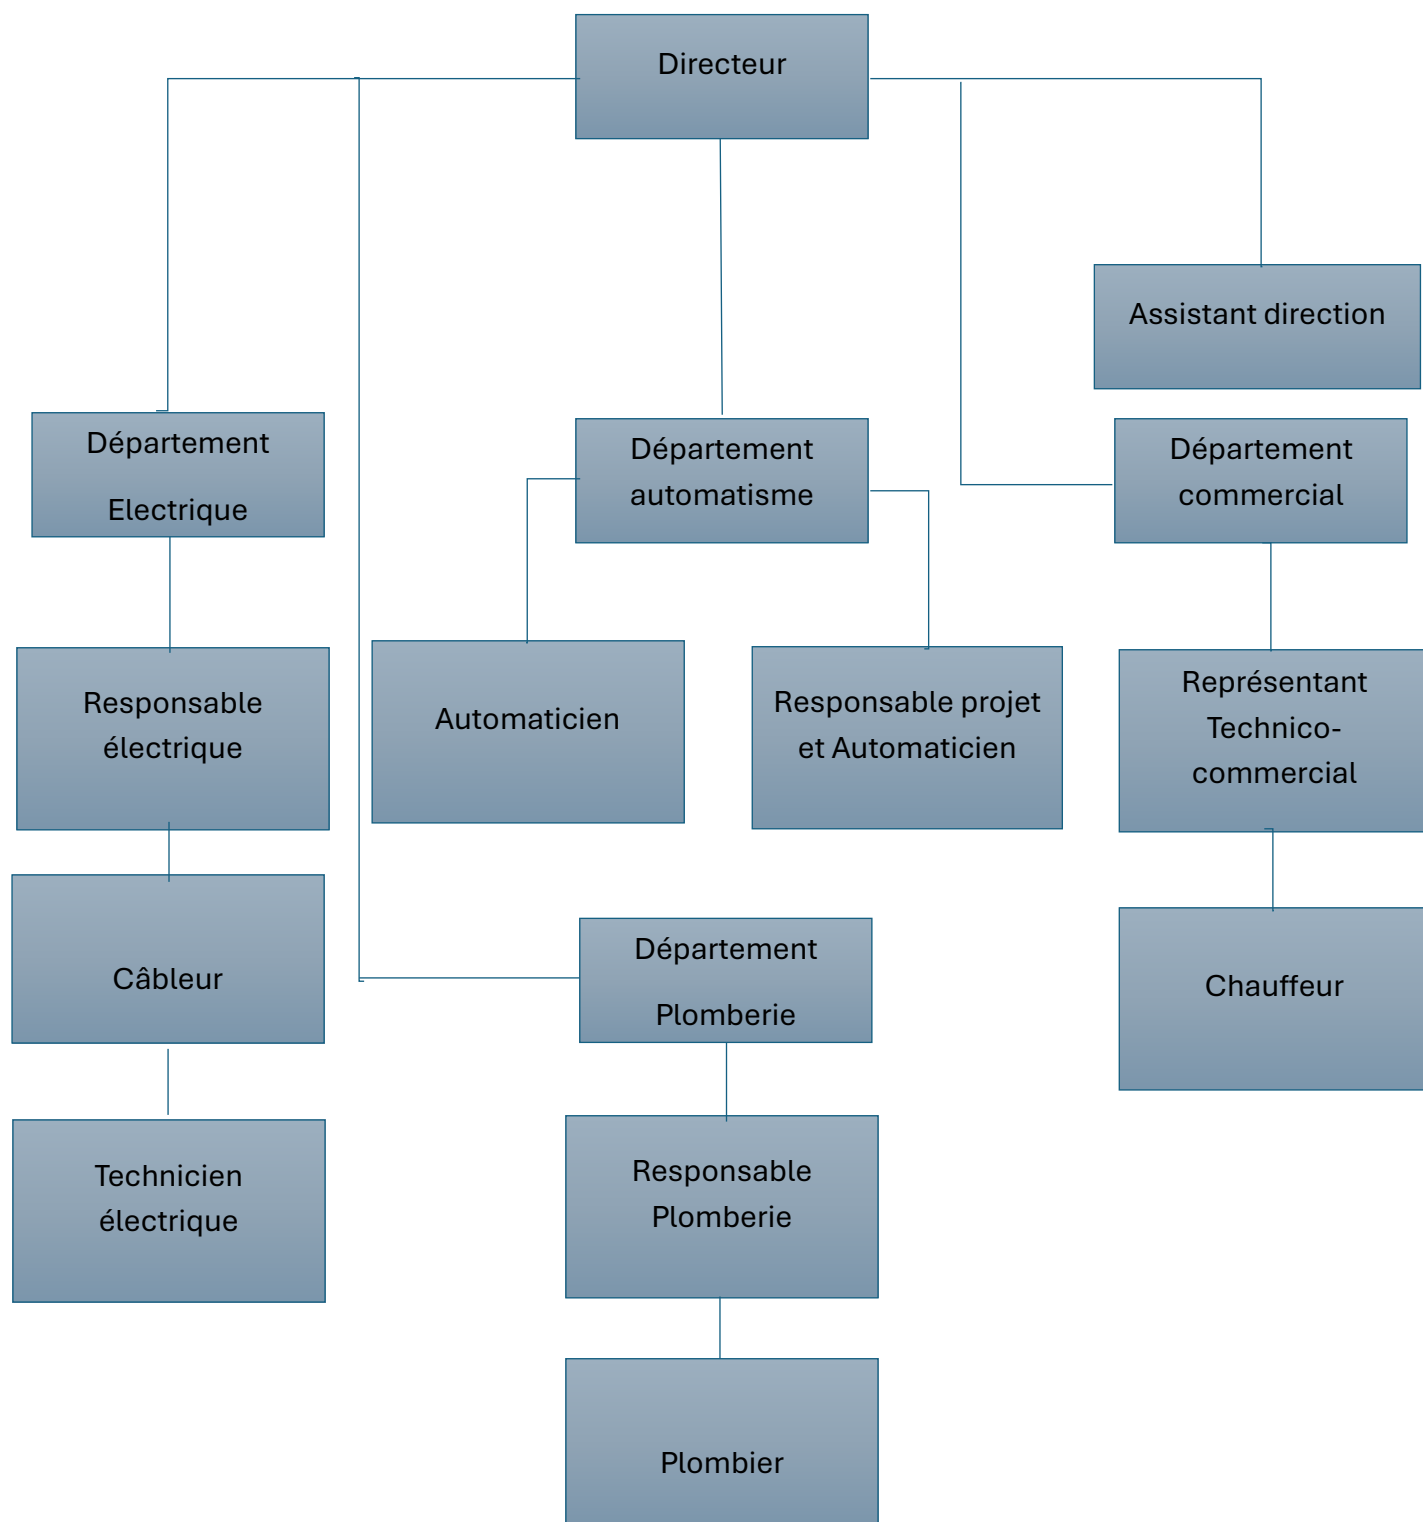 Directeur
Assistant direction
Département
Electrique
Département
automatisme
Département
commercial
Responsable
électrique
Automaticien
Responsable projet
et Automaticien
Représentant
Technico-
commercial
Câbleur
Département
Plomberie
Chauffeur
Technicien
électrique
Responsable
Plomberie
Plombier